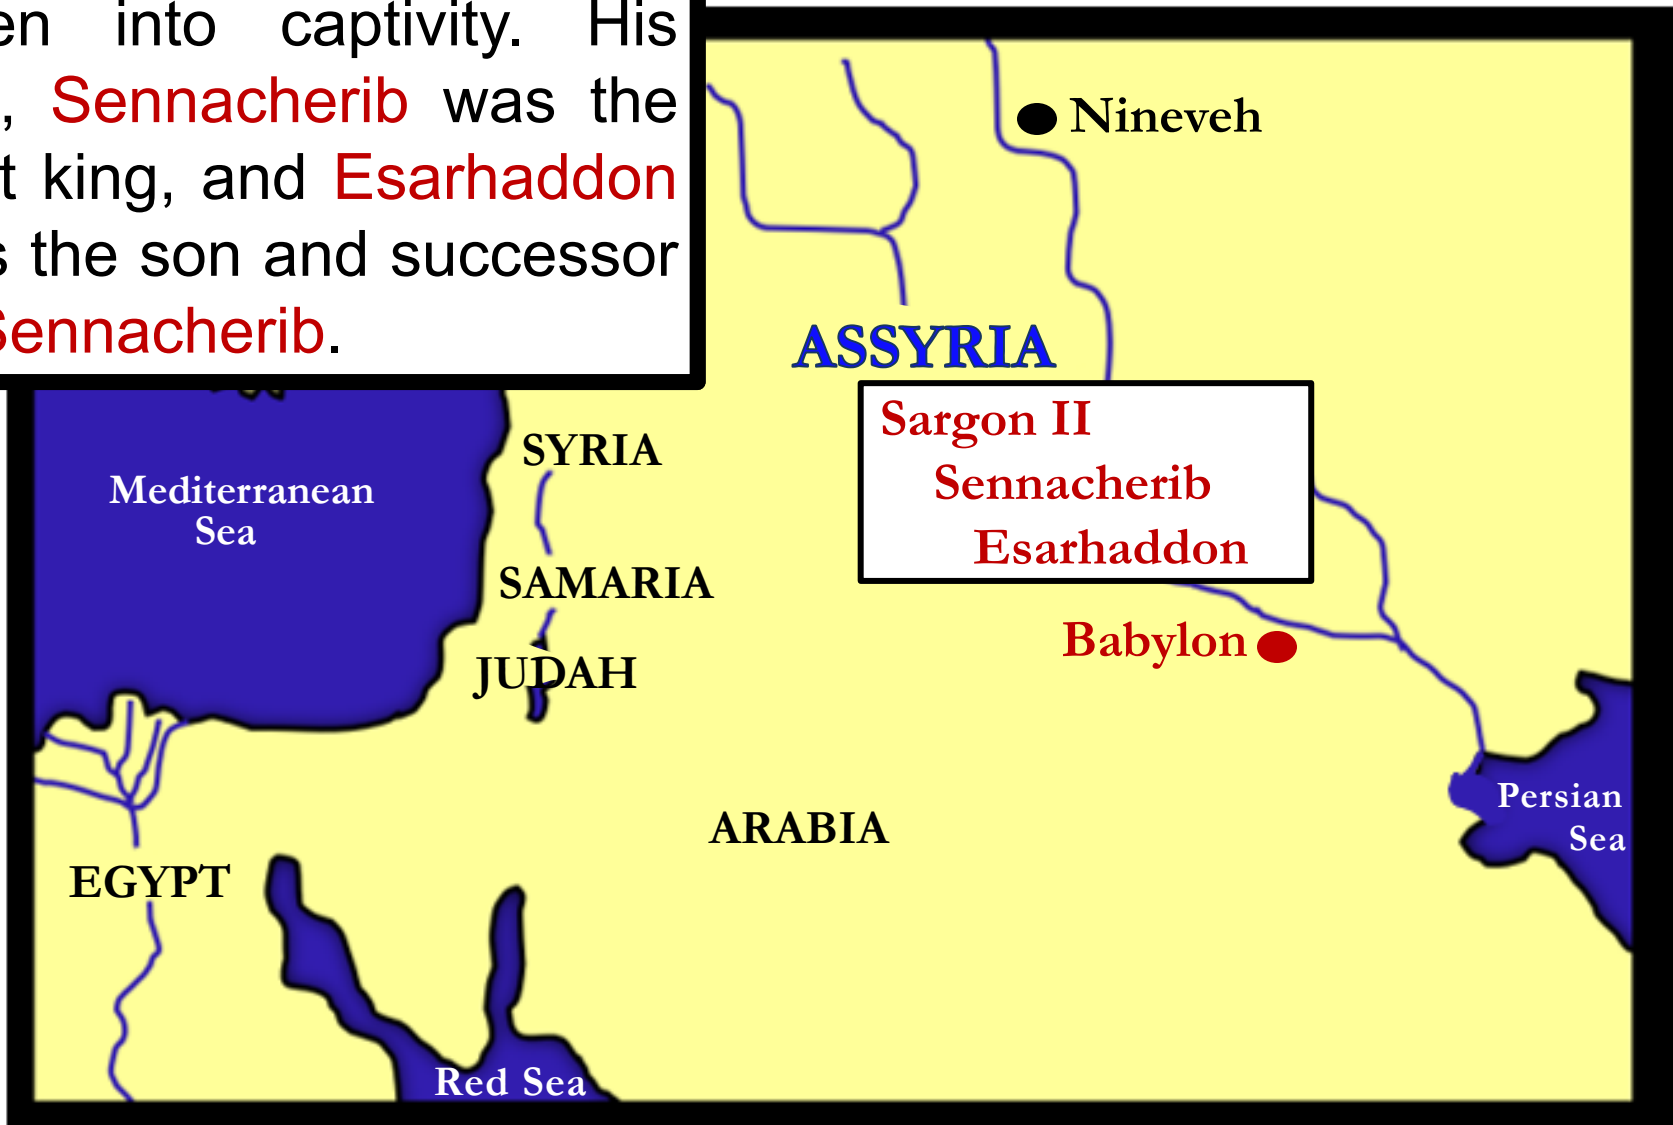 into captivity. His
, Sennacherib was the
king, and Esarhaddon
the son and successor
Sennacherib.
Nineveh
ASSYRIA
Sargon II
Sennacherib
Esarhaddon
SYRIA
Mediterranean
Sea
SAMARIA
Babylon
JUDAH
Persian
Sea
ARABIA
EGYPT
Red Sea